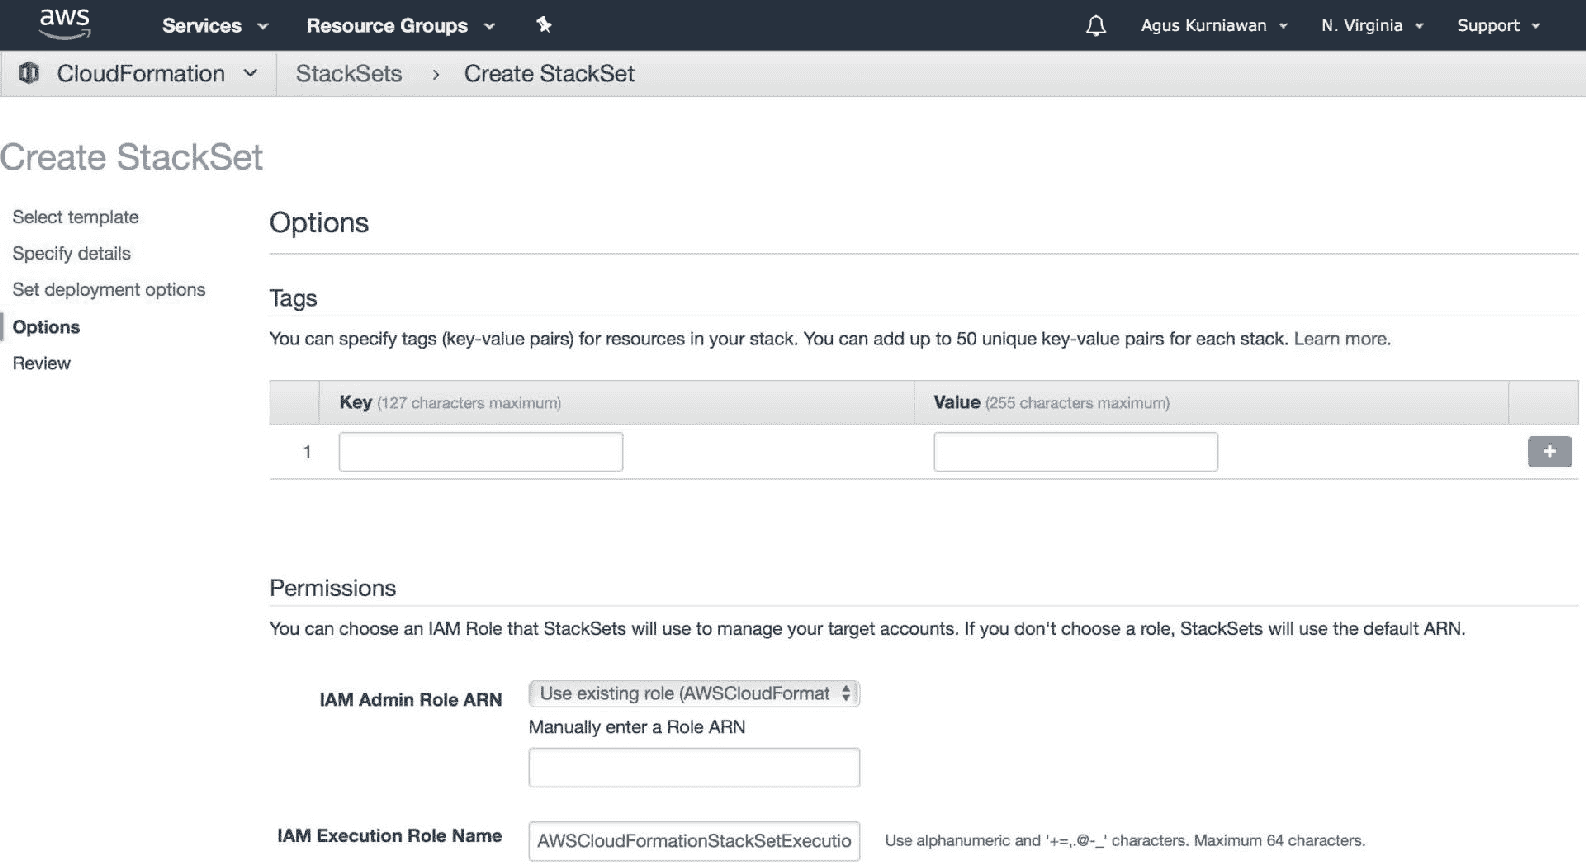 aws Services Resource Groups Agus Kurniawan N. Virginia Support
CloudFormation StackSets › Create StackSet
Create StackSet
Select template
Specify details
Set deployment options
Options
Review
Options
Tags
You can specify tags (key-value pairs) for resources in your stack. You can add up to 50 unique key-value pairs for each stack. Learn more.
Key (127 characters maximum) Value (255 characters maximum)
1 +
Permissions
You can choose an IAM Role that StackSets will use to manage your target accounts. If you don't choose a role, StackSets will use the default ARN.
IAM Admin Role ARN Use existing role (AWSCloudFormat
Manually enter a Role ARN
IAM Execution Role Name AWSCloudFormationStackSetExecutio Use alphanumeric and '+=,.@-_' characters. Maximum 64 characters.